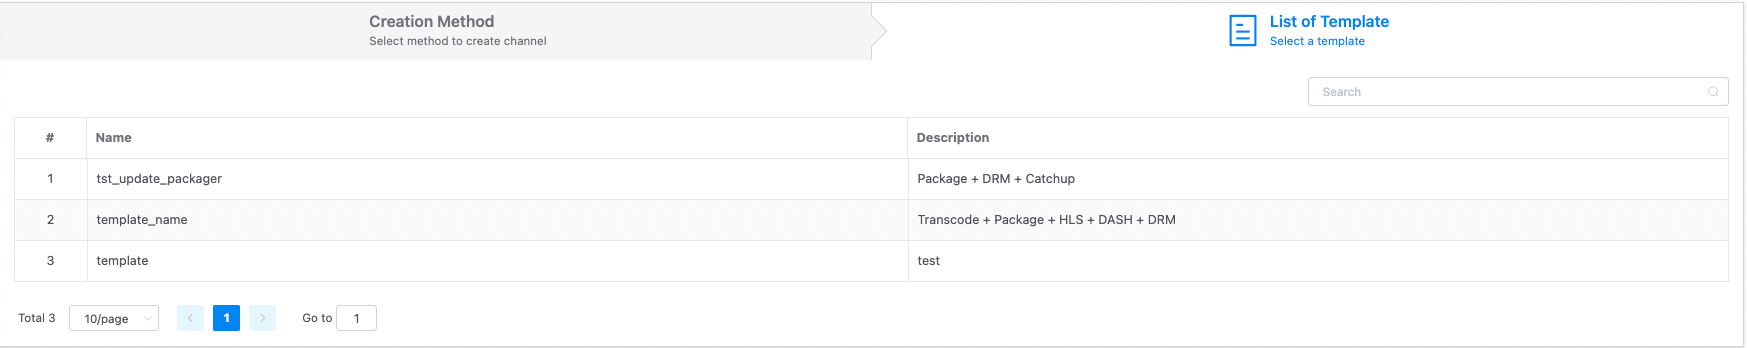 Creation Method
Select method to create channel
List of Template
Select a template
Search
# Name Description
1 tst_update_packager Package + DRM + Catchup
2 template_name Transcode + Package + HLS + DASH + DRM
3 template test
Total 3 10/page 1 Go to 1